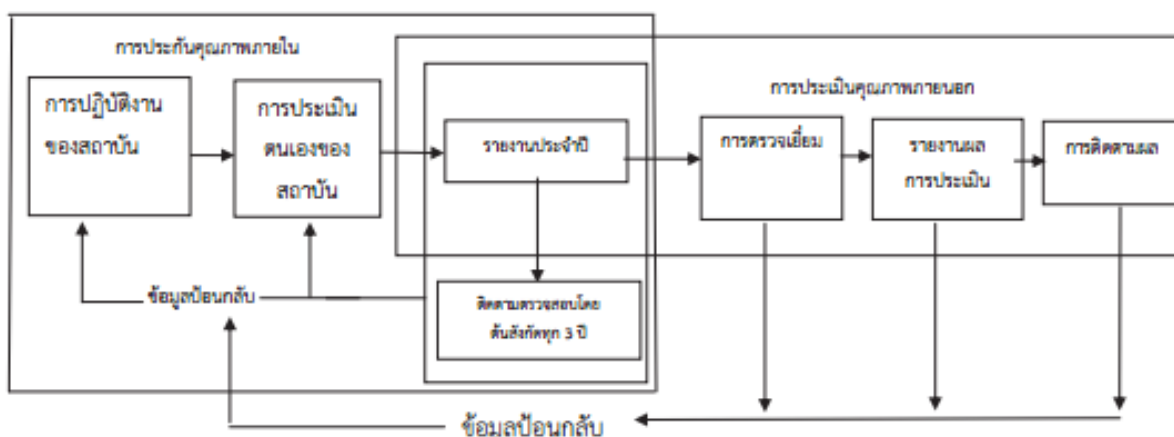 การประกันคุณภาพภายใน
การประเมินคุณภาพภายนอก
การปฏิบัติงาน
ของสถาบัน
การประเมิน
ตนเองของ
สถาบัน
รายงานประจำปี
การตรวจเยี่ยม
รายงานผล
การประเมิน
การติดตามผล
ข้อมูลป้อนกลับ
ติดตามตรวจสอบโดย
ต้นสังกัดทุก 3 ปี
ข้อมูลป้อนกลับ